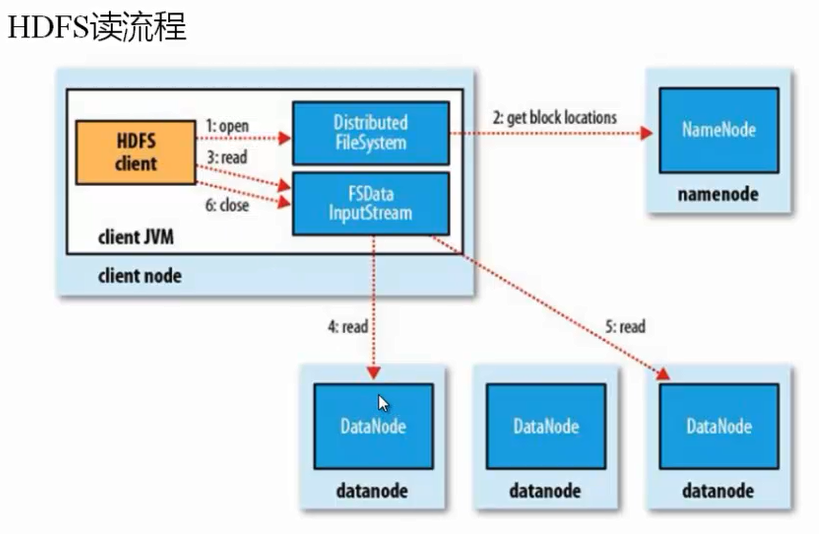 HDFS读流程
HDFS
client
1: open
3: read
6: close
Distributed
FileSystem
FSData
InputStream
client JVM
client node
2: get block locations
NameNode
namenode
4: read
5: read
DataNode
datanode
DataNode
datanode
DataNode
datanode